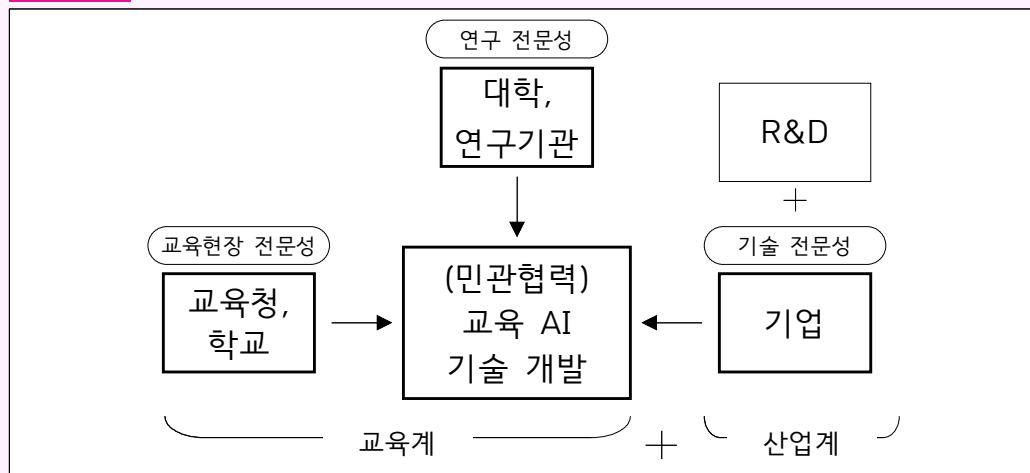 연구 전문성
대학,
연구기관
R&D
+
교육현장 전문성
교육청,
학교
(민관협력)
교육 AI
기술 개발
기술 전문성
기업
교육계
+
산업계